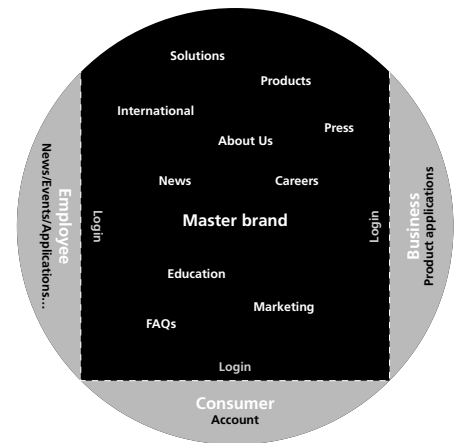 Solutions
Products
International
Press
About Us
News
Careers
Master brand
Login
Login
Employee
News/Events/Applications...
Business
Product applications
Education
Marketing
FAQs
Login
Consumer
Account